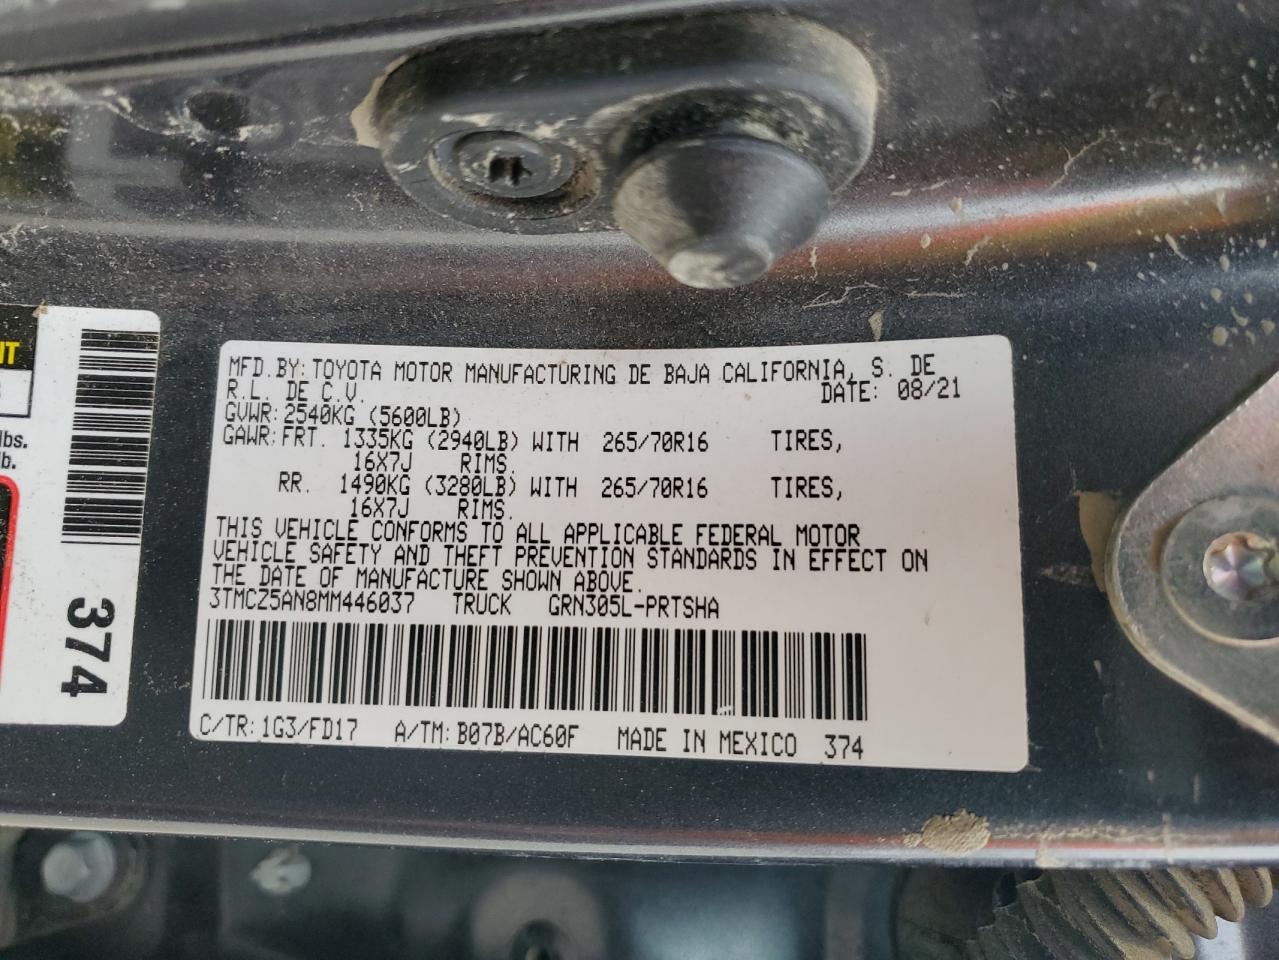 MFD. BY: TOYOTA MOTOR MANUFACTURING DE BAJA CALIFORNIA, S. DE
R.L. DE C.V. DATE: 08/21
GVWR: 2540KG (5600LB)
GAWR: FRT. 1335KG (2940LB) WITH 265/70R16 TIRES,
16X7J RIMS.
RR. 1490KG (3280LB) WITH 265/70R16 TIRES,
16X7J RIMS.
THIS VEHICLE CONFORMS TO ALL APPLICABLE FEDERAL MOTOR
VEHICLE SAFETY AND THEFT PREVENTION STANDARDS IN EFFECT ON
THE DATE OF MANUFACTURE SHOWN ABOVE.
3TMCZ5AN8MM446037 TRUCK GRN305L-PRTSHA
C/TR: 1G3/FD17 A/TM: B07B/AC60F MADE IN MEXICO 374
lbs.
lb.
374